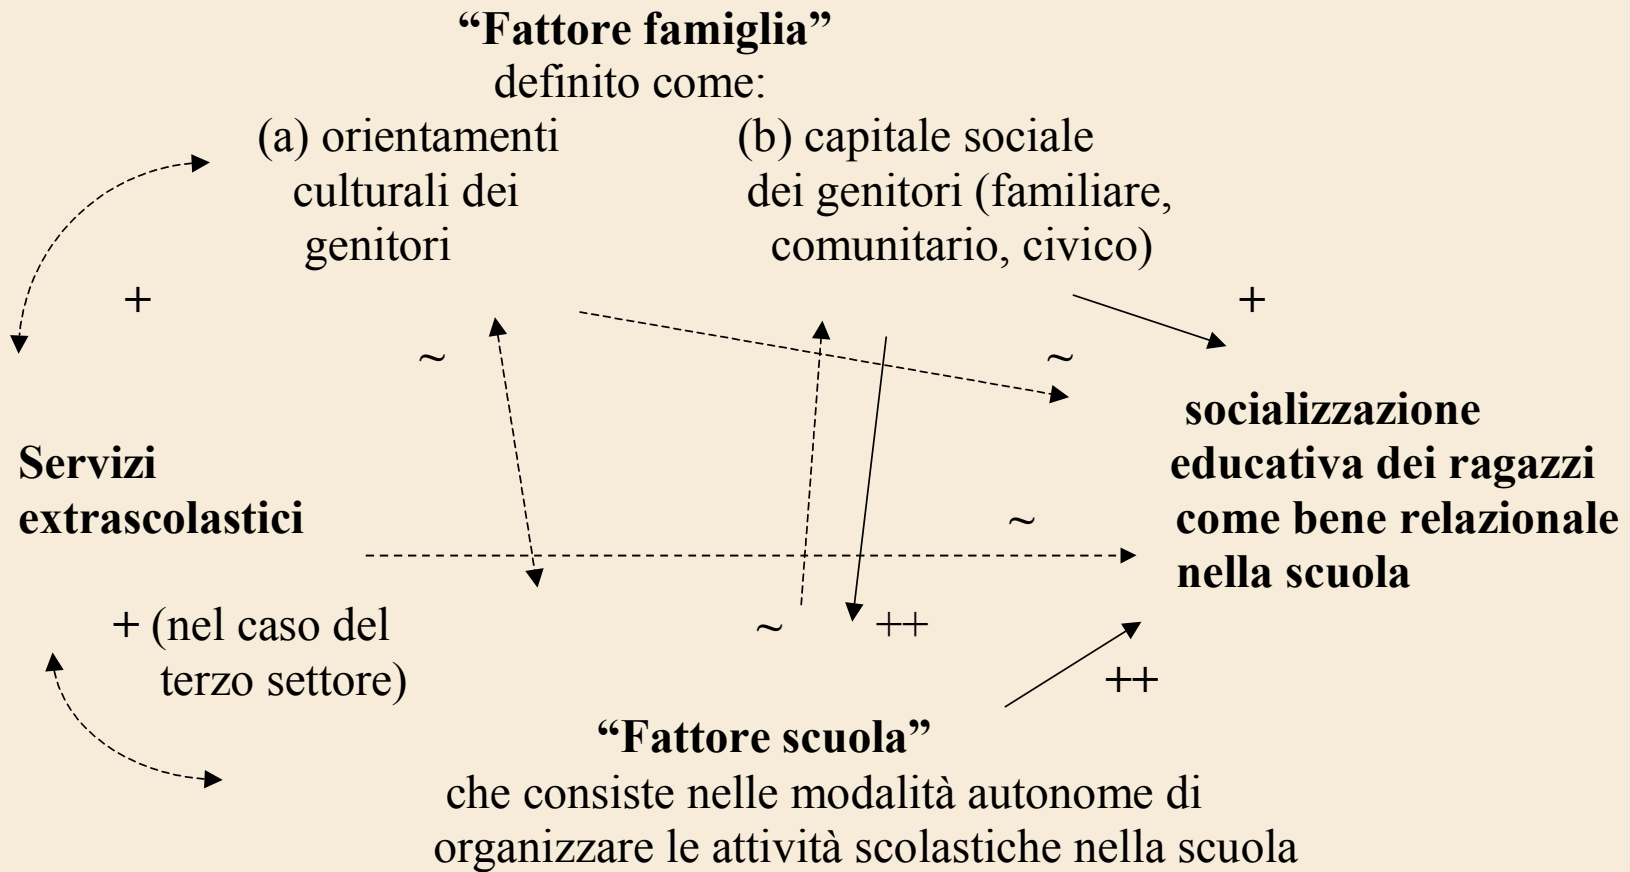 “Fattore famiglia”
definito come:
(a) orientamenti
culturali dei
genitori
(b) capitale sociale
dei genitori (familiare,
comunitario, civico)
+
+
~
~
Servizi
extrascolastici
socializzazione
educativa dei ragazzi
come bene relazionale
nella scuola
~
+ (nel caso del
terzo settore)
~
++
++
“Fattore scuola”
che consiste nelle modalità autonome di
organizzare le attività scolastiche nella scuola